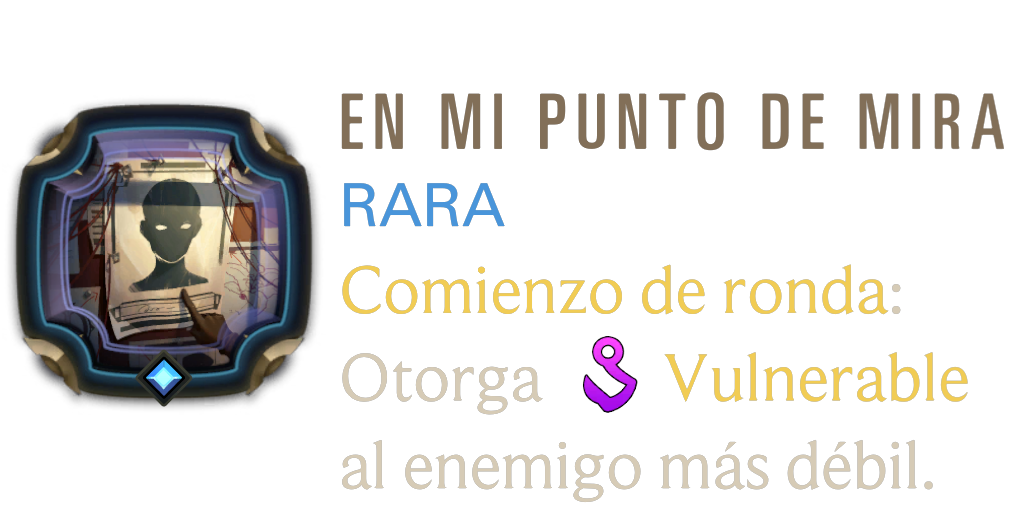 EN MI PUNTO DE MIRA
RARA
Comienzo de ronda:
Otorga Vulnerable
al enemigo más débil.